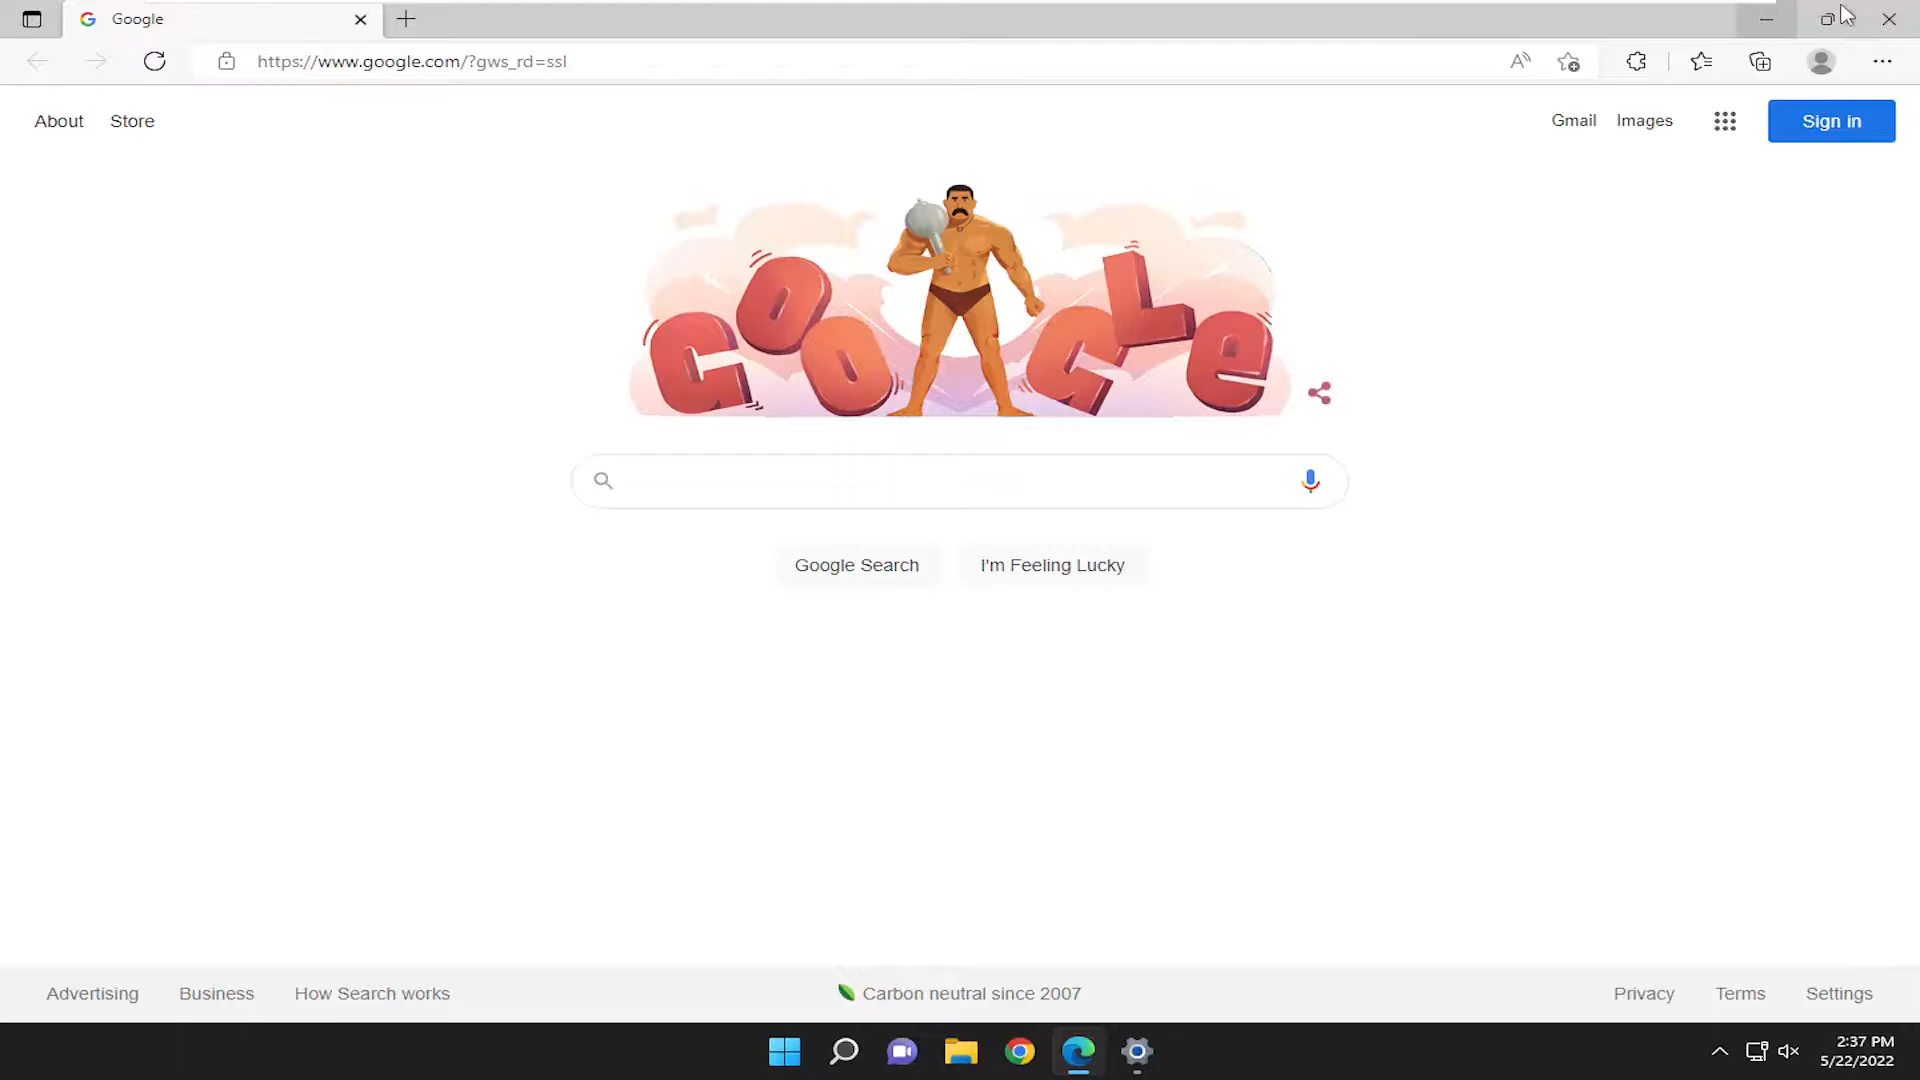 Google
https://www.google.com/?gws_rd=ssl
About Store
Gmail Images Sign in
GOOGLE
Google Search I'm Feeling Lucky
Advertising Business How Search works
Carbon neutral since 2007
Privacy Terms Settings
2:37 PM
5/22/2022